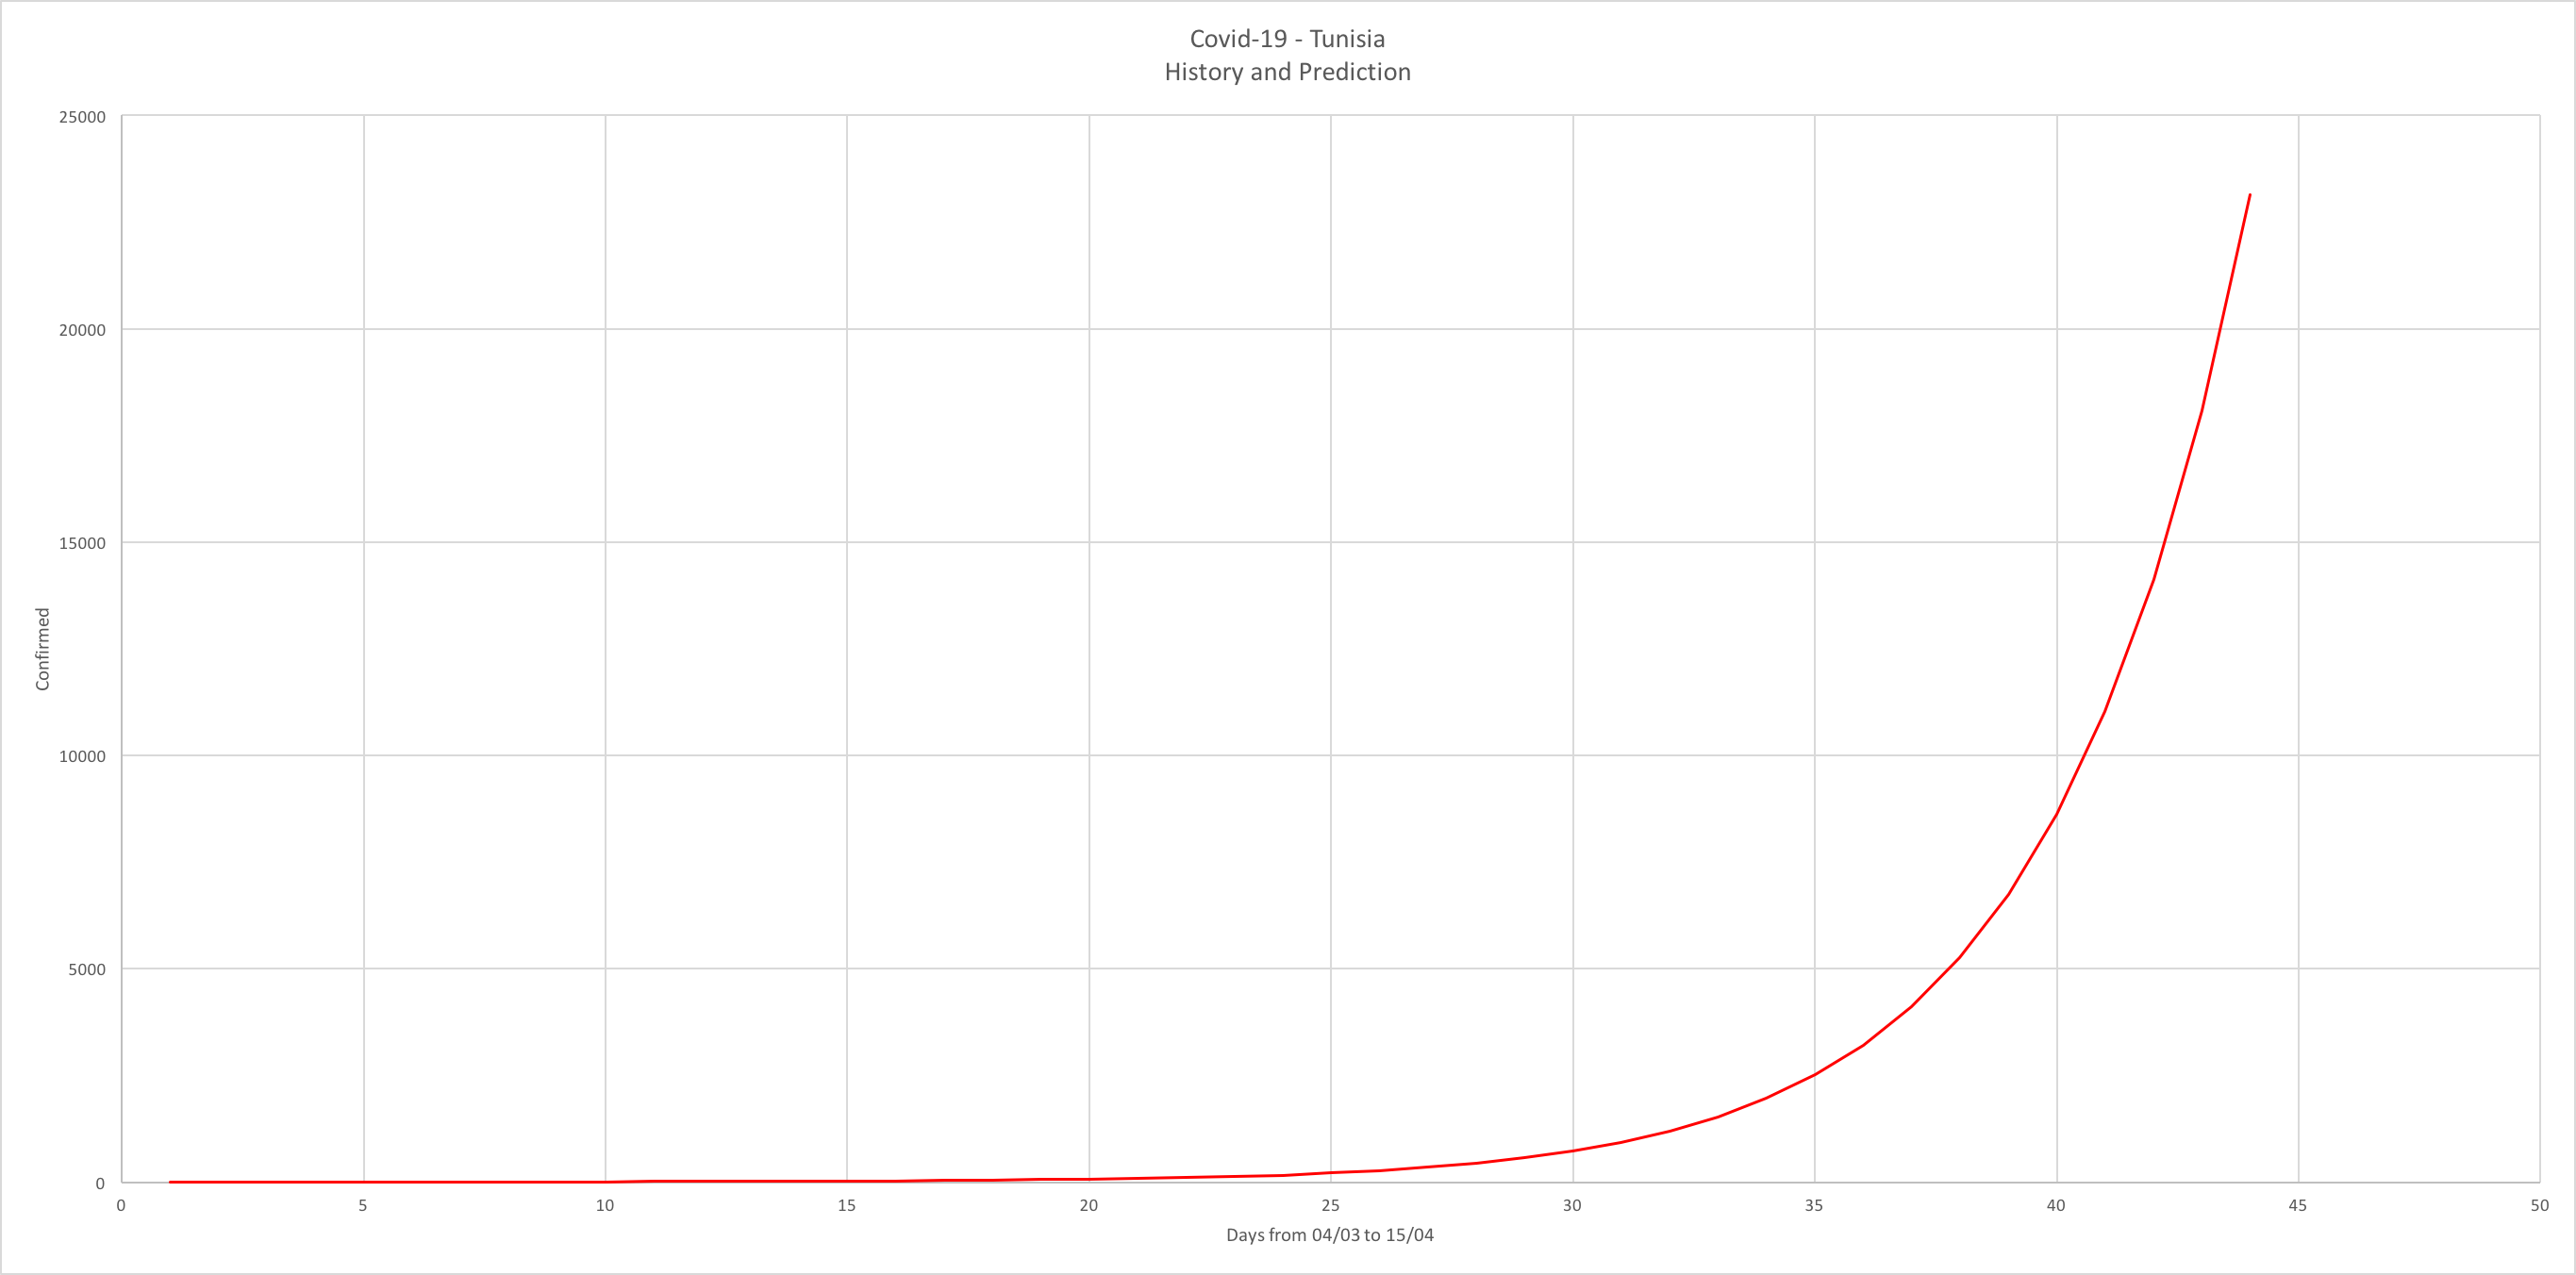 Covid-19 - Tunisia
History and Prediction
25000
20000
15000
10000
5000
0
Confirmed
0 5 10 15 20 25 30 35 40 45 50
Days from 04/03 to 15/04